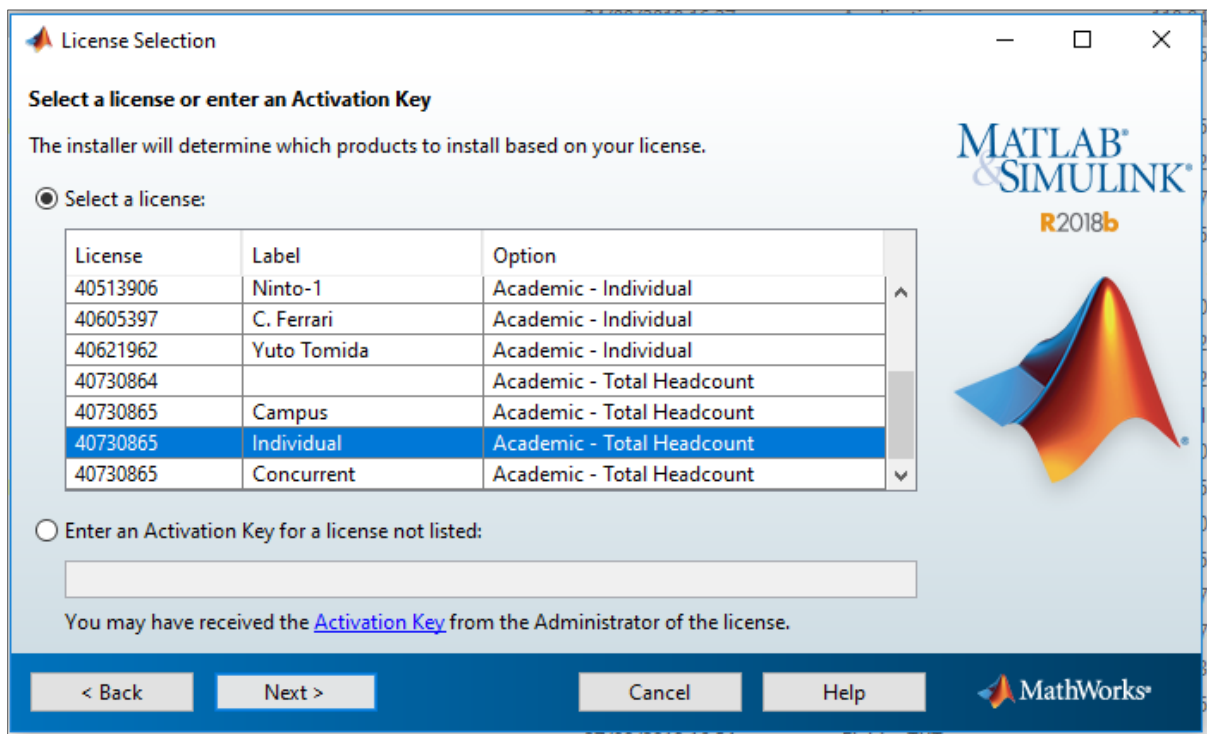 License Selection
Select a license or enter an Activation Key
The installer will determine which products to install based on your license.
MATLAB®
&SIMULINK®
R2018b
Select a license:
License Label Option
40513906 Ninto-1 Academic - Individual
40605397 C. Ferrari Academic - Individual
40621962 Yuto Tomida Academic - Individual
40730864 Academic - Total Headcount
40730865 Campus Academic - Total Headcount
40730865 Individual Academic - Total Headcount
40730865 Concurrent Academic - Total Headcount
Enter an Activation Key for a license not listed:
You may have received the Activation Key from the Administrator of the license.
< Back Next > Cancel Help MathWorks®